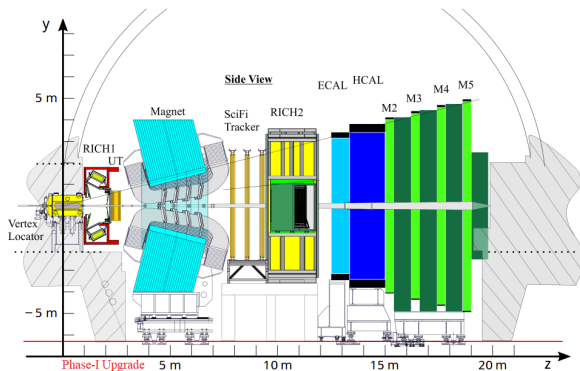 y
Side View
5 m
Magnet
RICH1
UT
SciFi
Tracker
RICH2
ECAL
HCAL
M2
M3
M4
M5
0
Vertex
Locator
– 5 m
Phase-I Upgrade
5 m
10 m
15 m
20 m
z